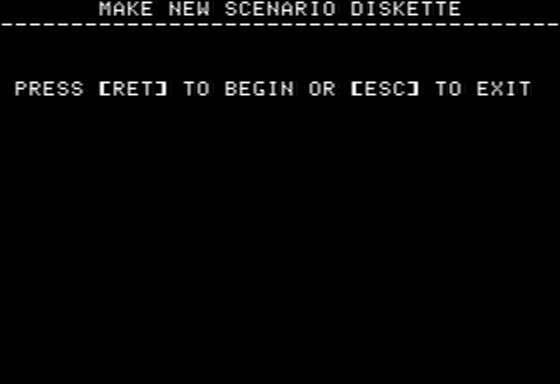 MAKE NEW SCENARIO DISKETTE
----------------------------------------
PRESS [RET] TO BEGIN OR [ESC] TO EXIT